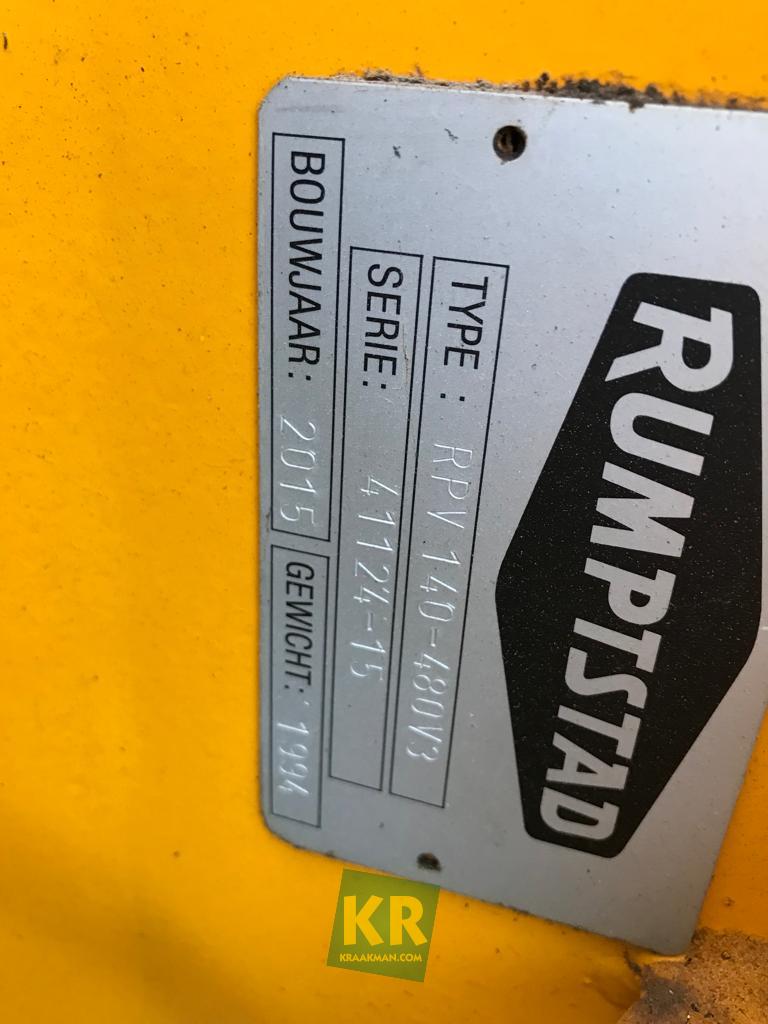 RUMPTSTAD
TYPE : RPV 140-480V3
SERIE: 41124-15
BOUWJAAR: 2015 GEWICHT: 1994
KR
KRAAKMAN.COM